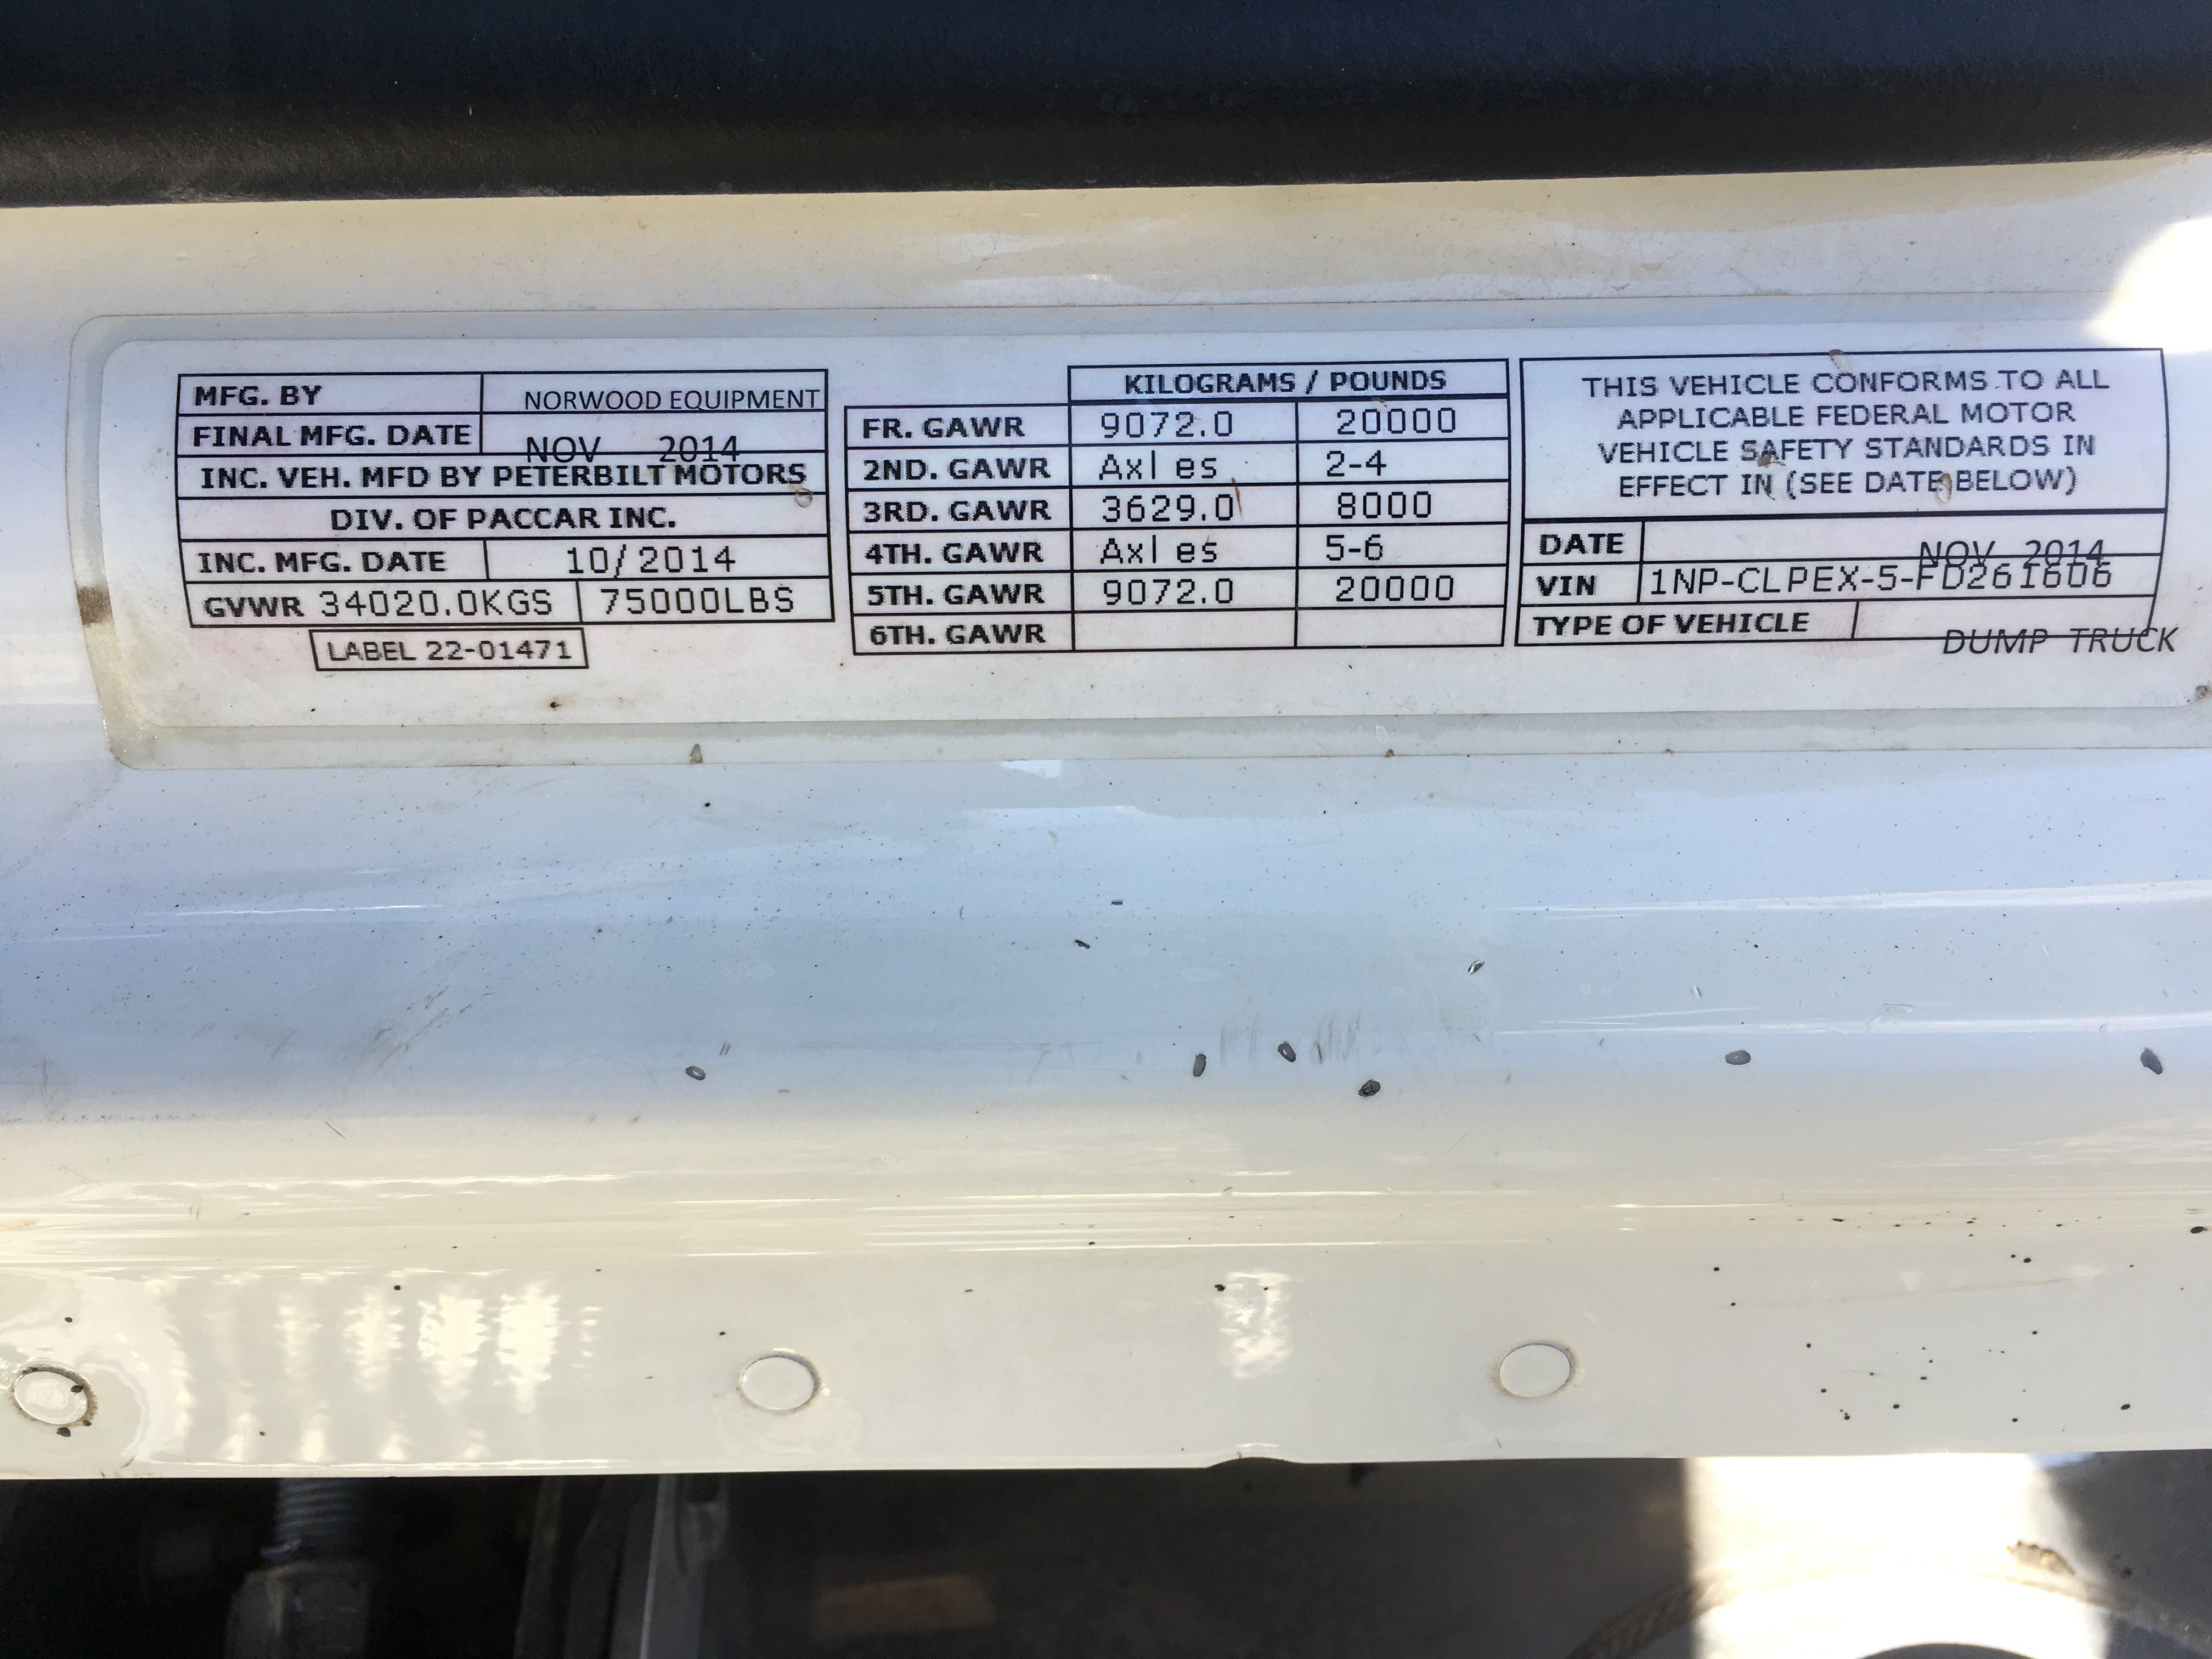 MFG. BY NORWOOD EQUIPMENT
FINAL MFG. DATE NOV 2014
INC. VEH. MFD BY PETERBILT MOTORS
DIV. OF PACCAR INC.
INC. MFG. DATE 10/2014
GVWR 34020.0KGS 75000LBS
LABEL 22-01471
KILOGRAMS / POUNDS
FR. GAWR 9072.0 20000
2ND. GAWR Axles 2-4
3RD. GAWR 3629.0 8000
4TH. GAWR Axles 5-6
5TH. GAWR 9072.0 20000
6TH. GAWR
THIS VEHICLE CONFORMS TO ALL
APPLICABLE FEDERAL MOTOR
VEHICLE SAFETY STANDARDS IN
EFFECT IN (SEE DATE BELOW)
DATE NOV 2014
VIN 1NP-CLPEX-5-FD261606
TYPE OF VEHICLE DUMP TRUCK